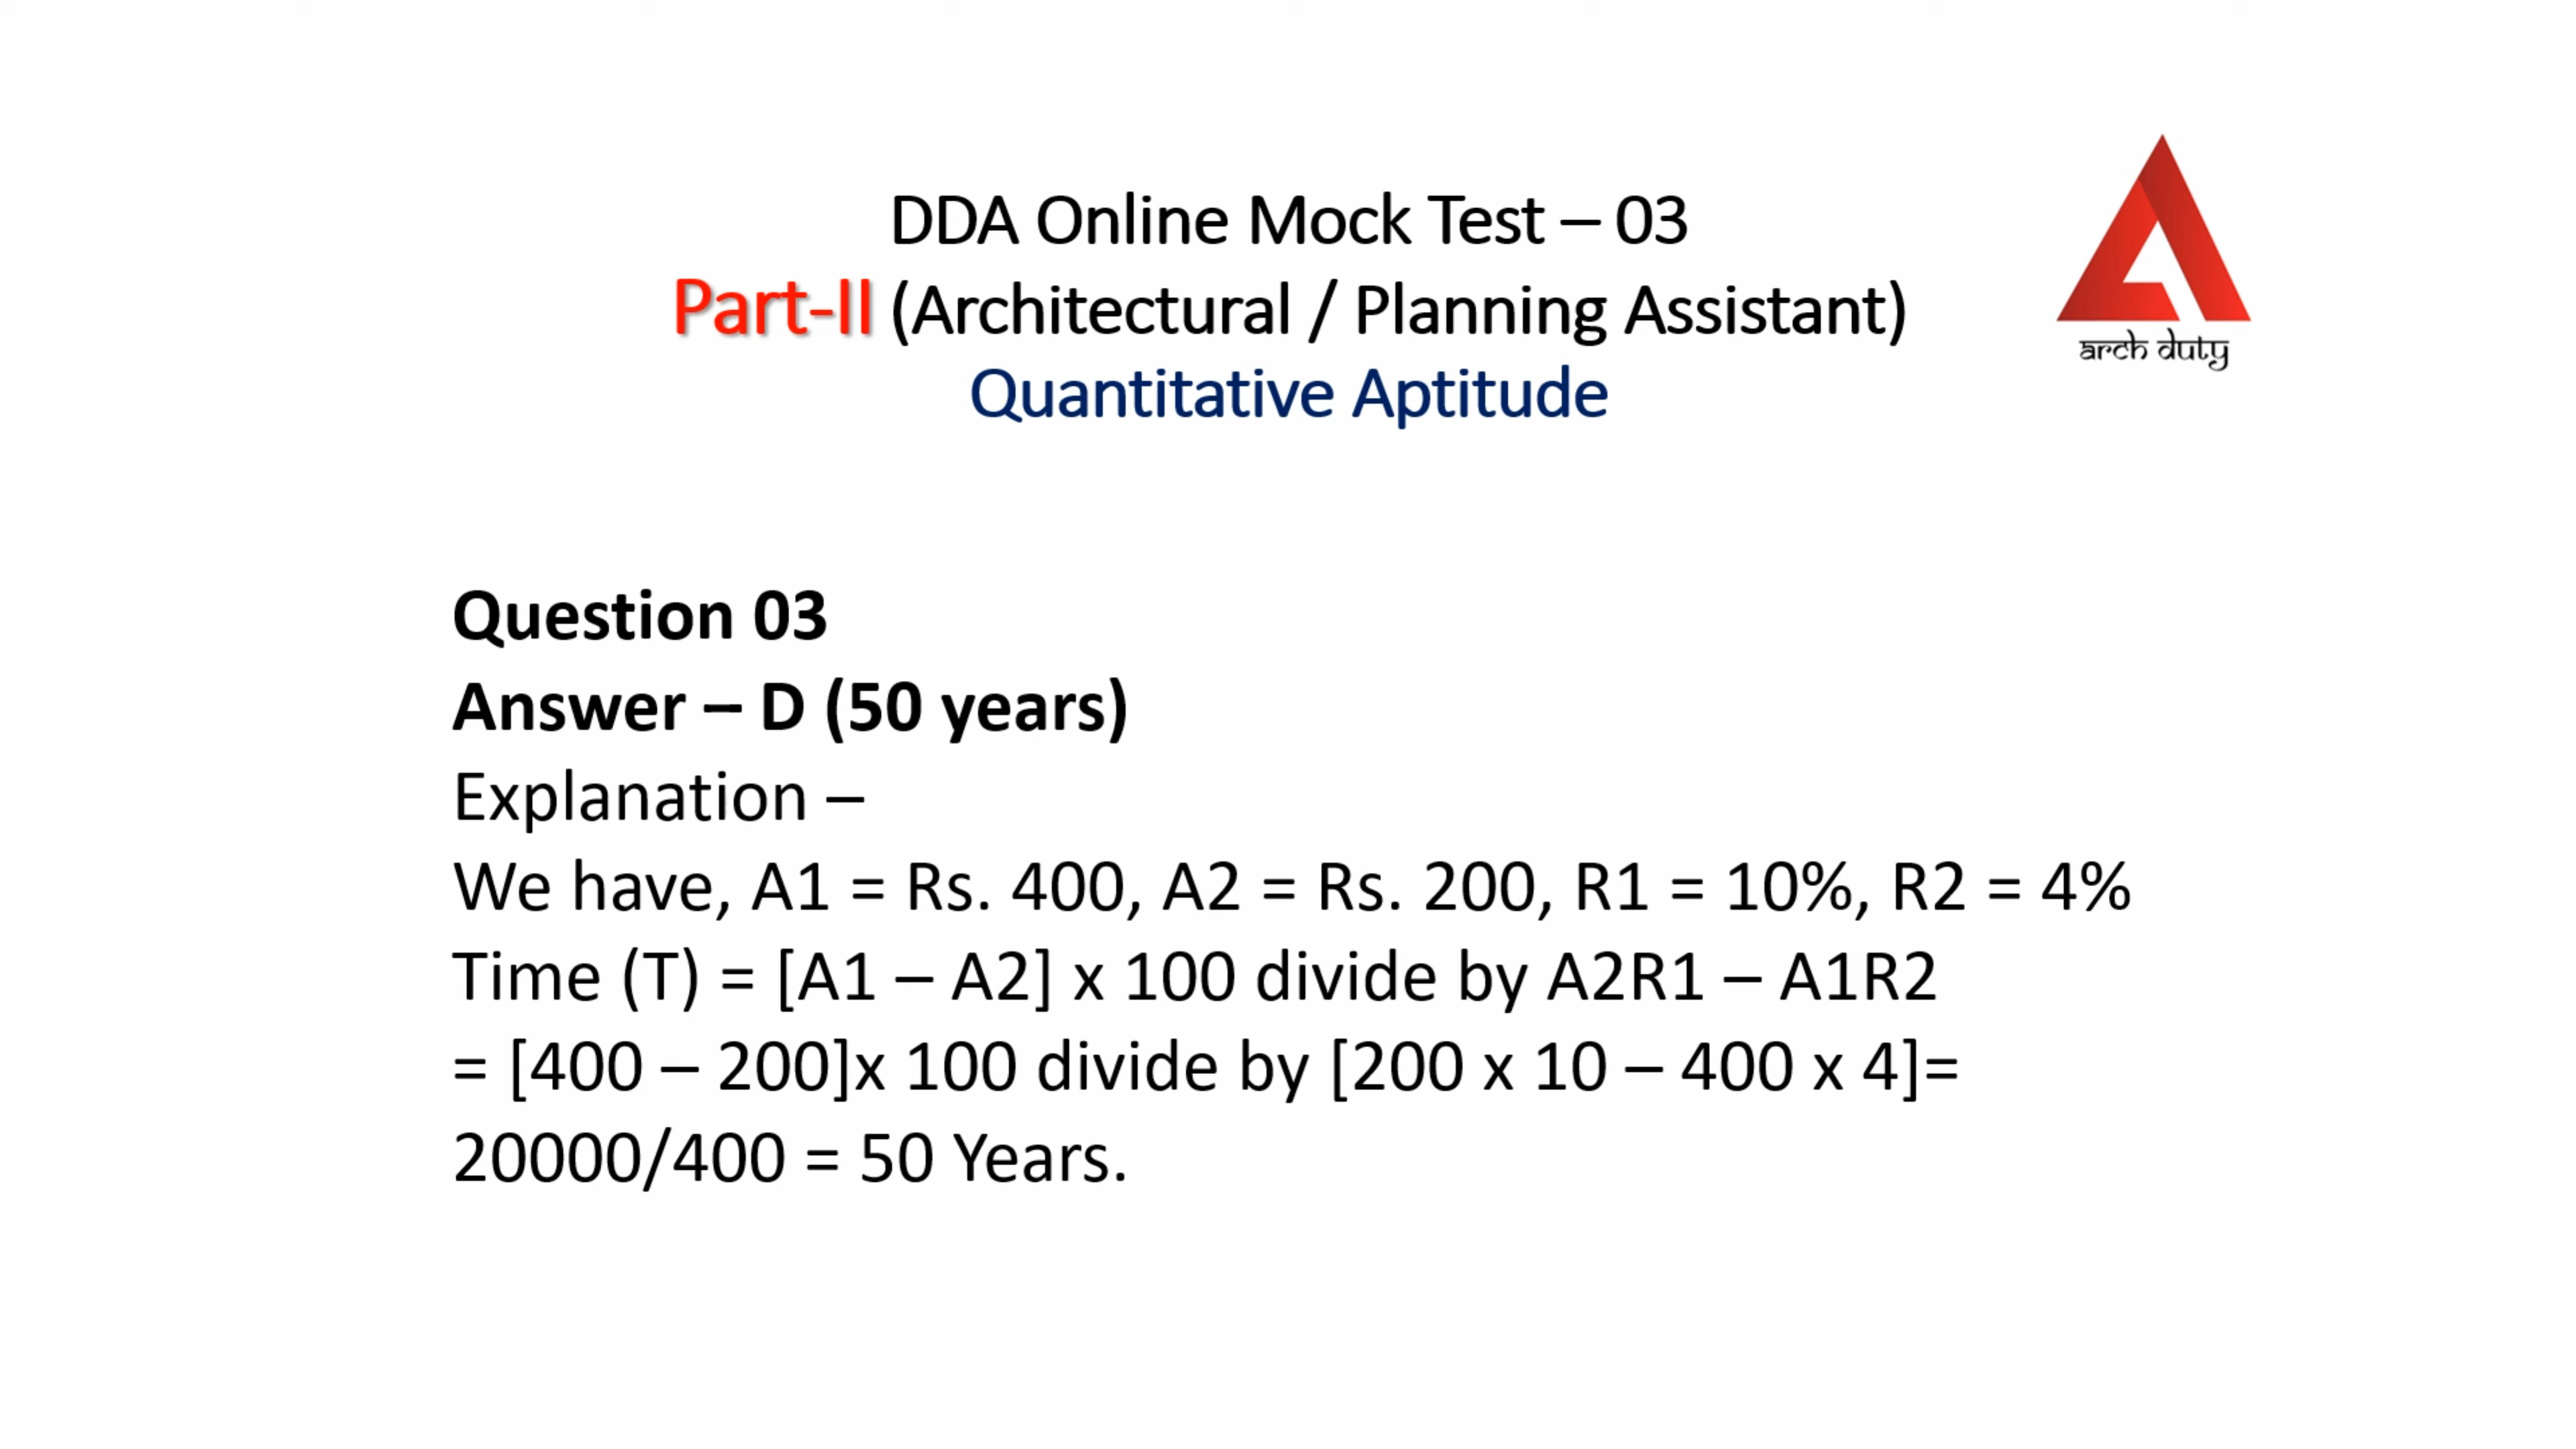 DDA Online Mock Test – 03
Part-II (Architectural / Planning Assistant)
Quantitative Aptitude
arch duty
Question 03
Answer – D (50 years)
Explanation –
We have, A1 = Rs. 400, A2 = Rs. 200, R1 = 10%, R2 = 4%
Time (T) = [A1 – A2] x 100 divide by A2R1 – A1R2
= [400 – 200]x 100 divide by [200 x 10 – 400 x 4]=
20000/400 = 50 Years.